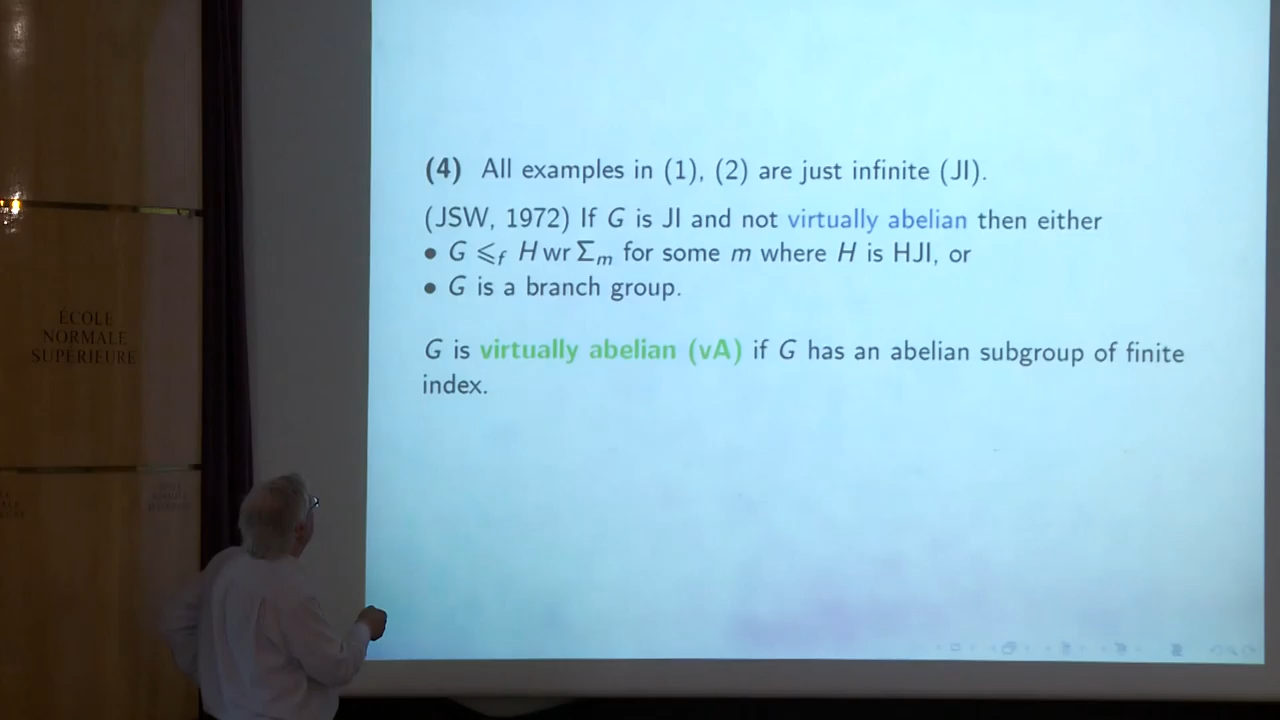 (4) All examples in (1), (2) are just infinite (JI).
(JSW, 1972) If G is JI and not virtually abelian then either
• G ⩽f H wr Σm for some m where H is HJI, or
• G is a branch group.
G is virtually abelian (vA) if G has an abelian subgroup of finite
index.
ÉCOLE
NORMALE
SUPÉRIEURE